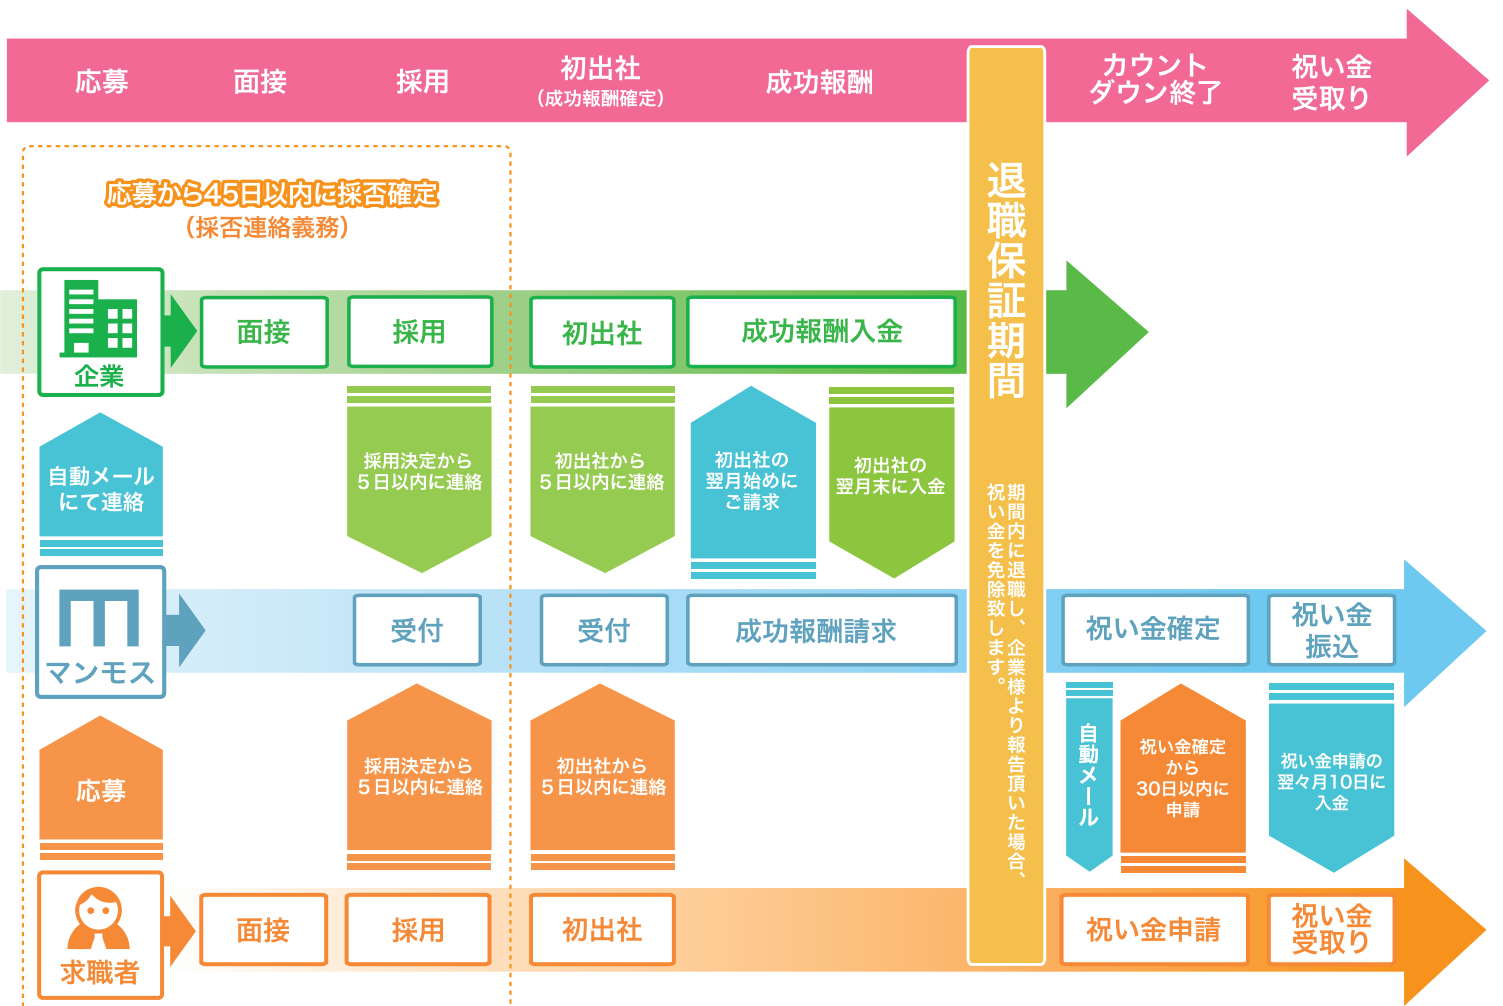 応募
面接
採用
初出社
（成功報酬確定）
成功報酬
カウント
ダウン終了
祝い金
受取り
応募から45日以内に採否確定
（採否連絡義務）
退職保証期間
期間内に退職し、企業様より報告頂いた場合、
祝い金を免除致します。
企業
面接
採用
初出社
成功報酬入金
自動メール
にて連絡
採用決定から
５日以内に連絡
初出社から
５日以内に連絡
初出社の
翌月始めに
ご請求
初出社の
翌月末に入金
マンモス
受付
受付
成功報酬請求
祝い金確定
祝い金
振込
応募
採用決定から
５日以内に連絡
初出社から
５日以内に連絡
自動メール
祝い金確定
から
30日以内に
申請
祝い金申請の
翌々月10日に
入金
求職者
面接
採用
初出社
祝い金申請
祝い金
受取り